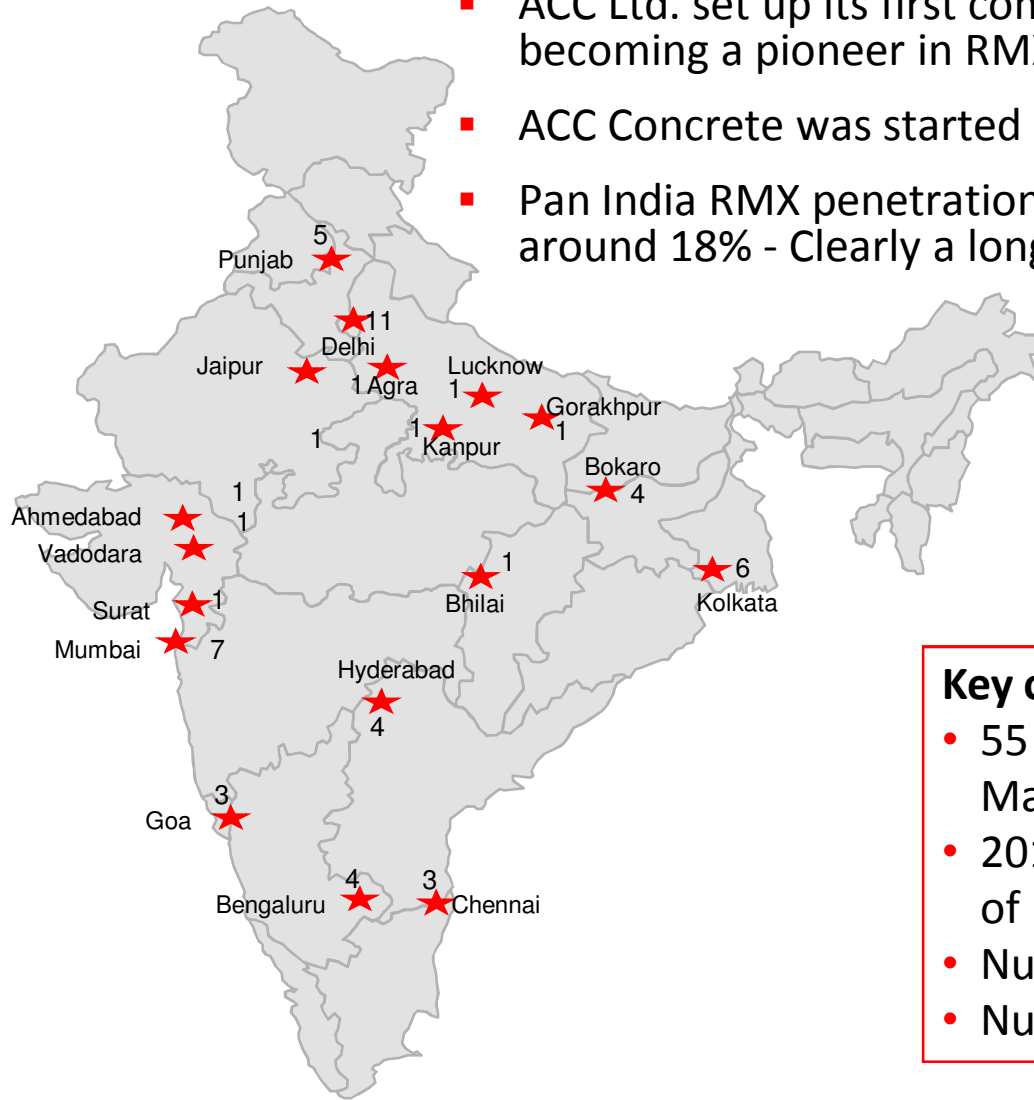 ▪ ACC Ltd. set up its first con
becoming a pioneer in RMX
▪ ACC Concrete was started
▪ Pan India RMX penetration
around 18% - Clearly a long
5
Punjab
11
Delhi
Jaipur
1 Agra
Lucknow
1
Gorakhpur
1
1
Kanpur
1
Bokaro
4
1
Ahmedabad
1
Vadodara
1
Bhilai
6
Kolkata
1
Surat
Mumbai
7
Hyderabad
4
3
Goa
4
Bengaluru
3
Chennai
Key
• 55
Ma
• 201
of
• Nu
• Nu